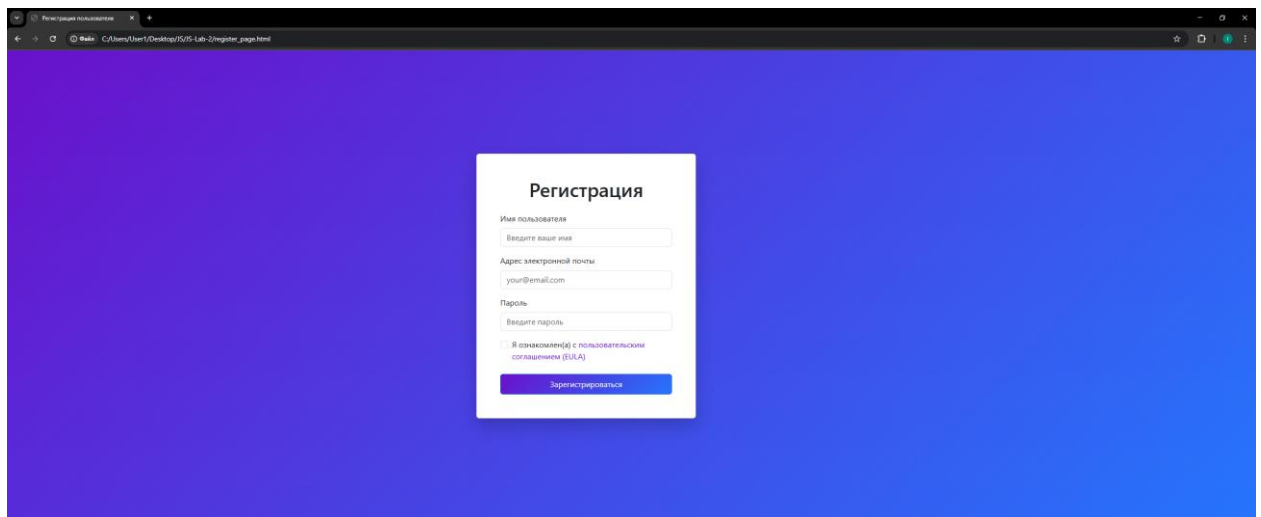 Регистрация пользователя
Файл C:/Users/User1/Desktop/JS/JS-Lab-2/register_page.html
Регистрация
Имя пользователя
Введите ваше имя
Адрес электронной почты
your@email.com
Пароль
Введите пароль
Я ознакомлен(а) с пользовательским
соглашением (EULA)
Зарегистрироваться